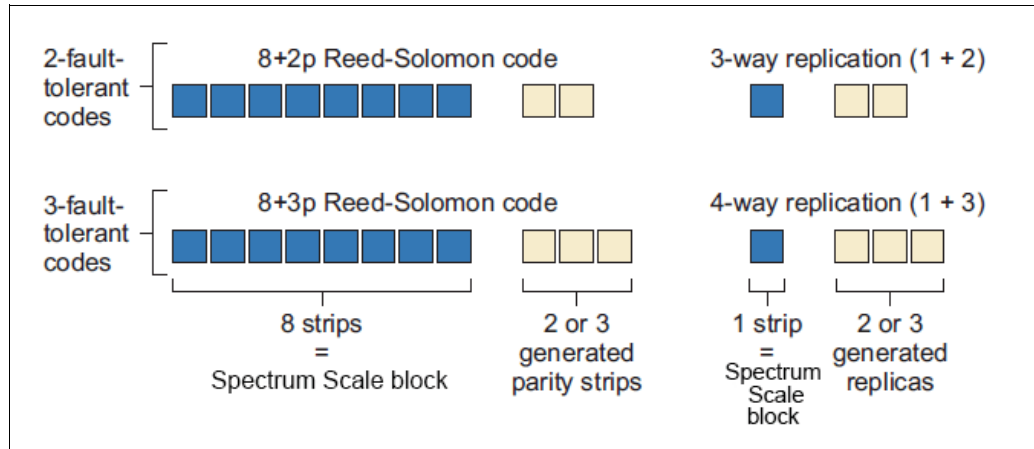 2-fault-
tolerant
codes
8+2p Reed-Solomon code
3-way replication (1 + 2)
3-fault-
tolerant
codes
8+3p Reed-Solomon code
4-way replication (1 + 3)
8 strips
=
Spectrum Scale block
2 or 3
generated
parity strips
1 strip
=
Spectrum
Scale
block
2 or 3
generated
replicas